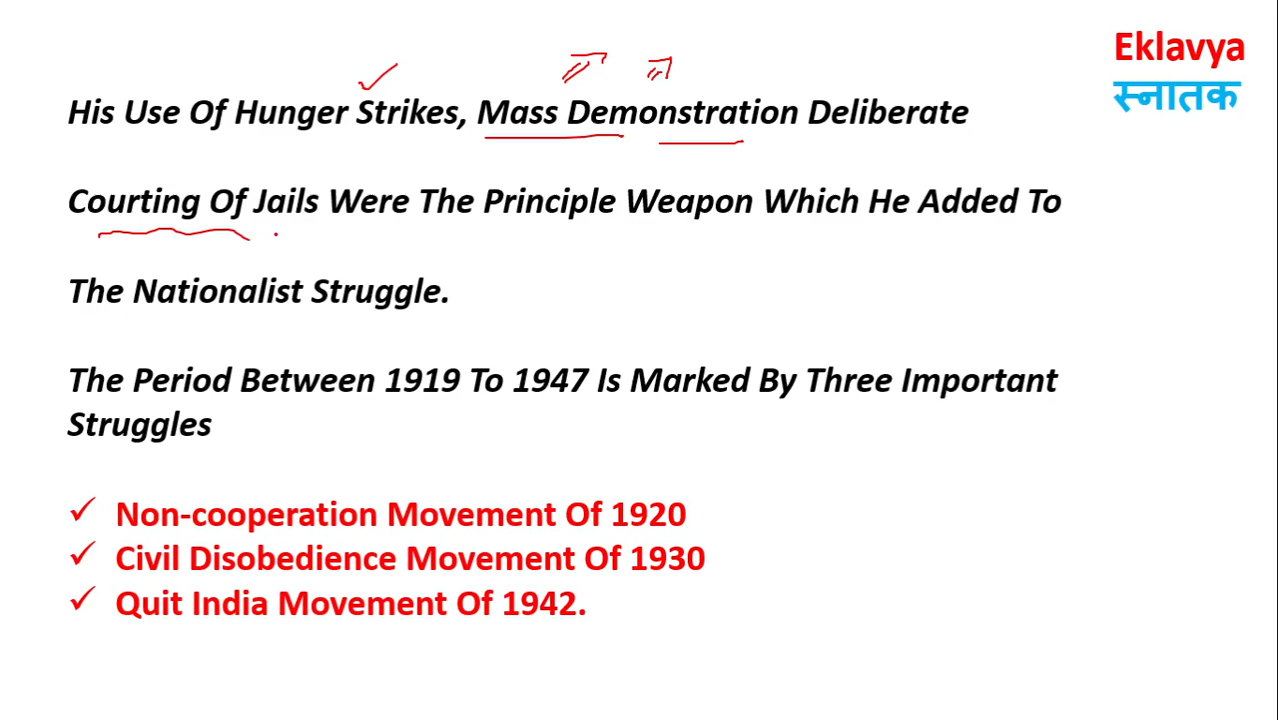 Eklavya
स्नातक
His Use Of Hunger Strikes, Mass Demonstration Deliberate
Courting Of Jails Were The Principle Weapon Which He Added To
The Nationalist Struggle.
The Period Between 1919 To 1947 Is Marked By Three Important
Struggles
✓ Non-cooperation Movement Of 1920
✓ Civil Disobedience Movement Of 1930
✓ Quit India Movement Of 1942.